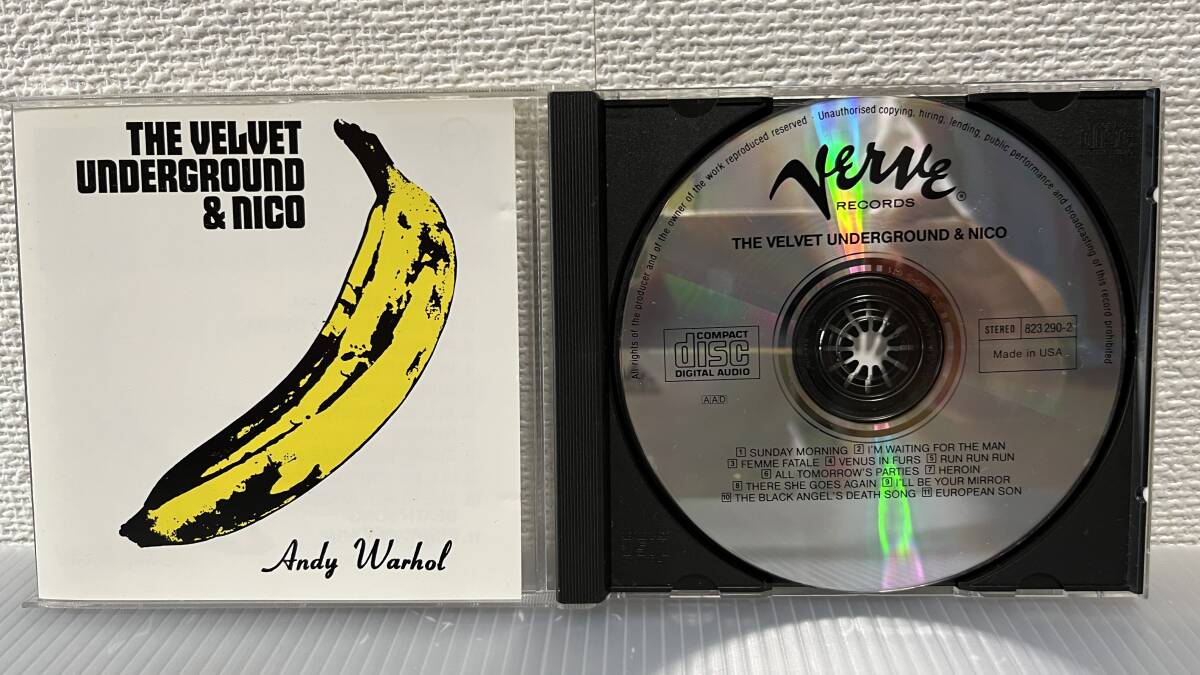 THE VELVET
UNDERGROUND
& NICO
Andy Warhol
All rights of the producer and of the owner of the work reproduced reserved · Unauthorised copying, hiring, lending, public performance and broadcasting of this record prohibited
VERVE®
RECORDS
THE VELVET UNDERGROUND & NICO
COMPACT
disc
DIGITAL AUDIO
AAD
STEREO 823 290-2
Made in USA
1 SUNDAY MORNING 2 I'M WAITING FOR THE MAN
3 FEMME FATALE 4 VENUS IN FURS 5 RUN RUN RUN
6 ALL TOMORROW'S PARTIES 7 HEROIN
8 THERE SHE GOES AGAIN 9 I'LL BE YOUR MIRROR
10 THE BLACK ANGEL'S DEATH SONG 11 EUROPEAN SON
disc